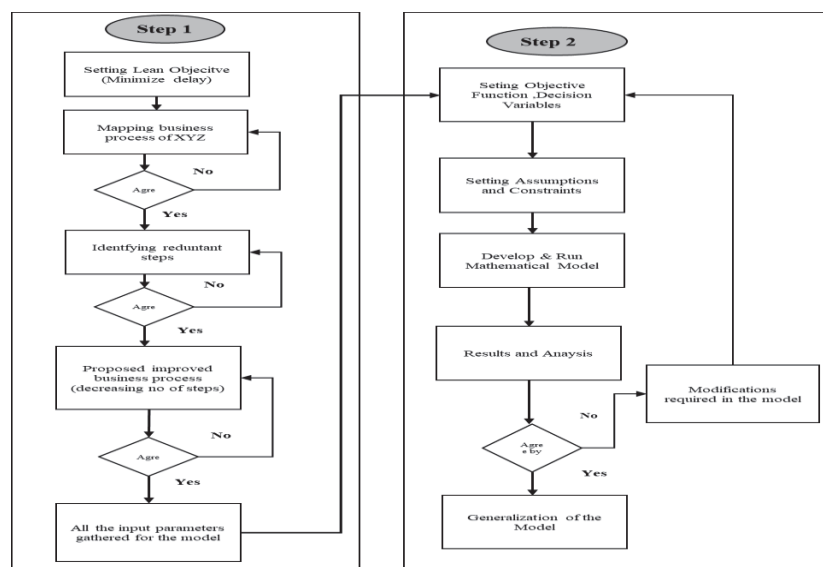 Step 1
Setting Lean Objecitve
(Minimize delay)
Mapping business
process of XYZ
No
Agre
Yes
Identfying reduntant
steps
No
Agre
Yes
Proposed improved
business process
(decreasing no of steps)
No
Agre
Yes
All the input parameters
gathered for the model
Step 2
Seting Objective
Function ,Decision
Variables
Setting Assumptions
and Constraints
Develop & Run
Mathematical Model
Results and Anaysis
No
Modifications
required in the model
Agre
e by
Yes
Generalization of the
Model